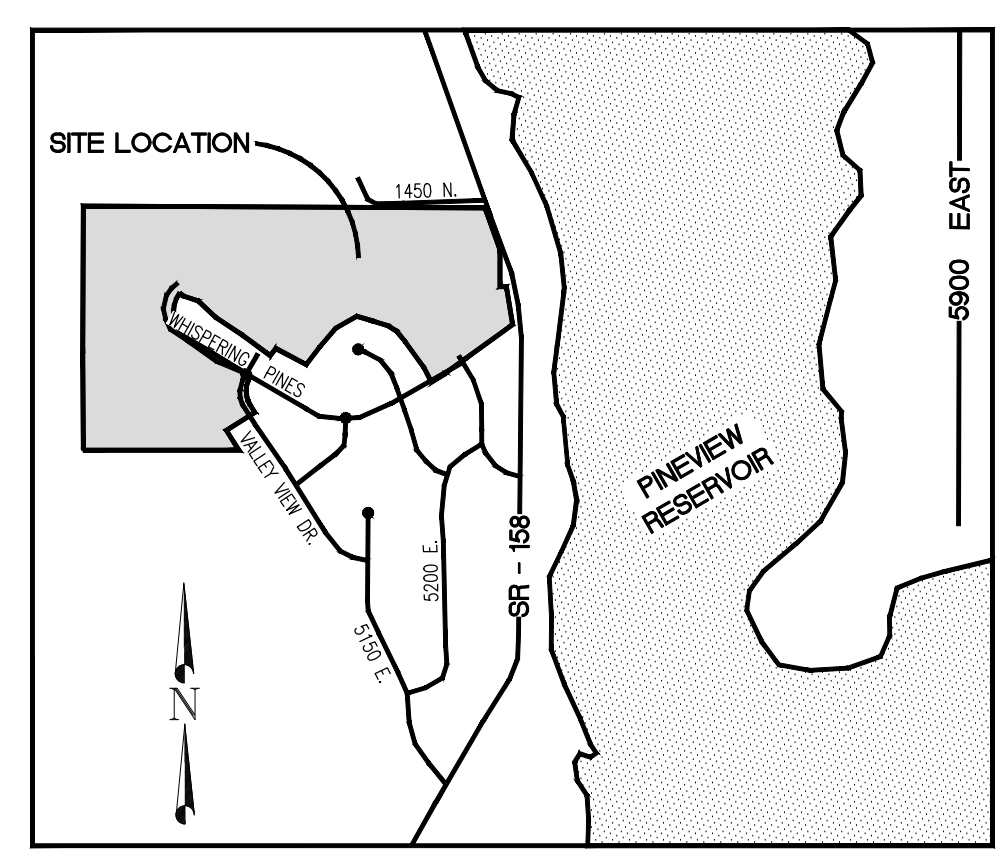 SITE LOCATION
1450 N.
5900 EAST
WHISPERING PINES
VALLEY VIEW DR.
PINEVIEW
RESERVOIR
SR - 158
5200 E.
5150 E.
N